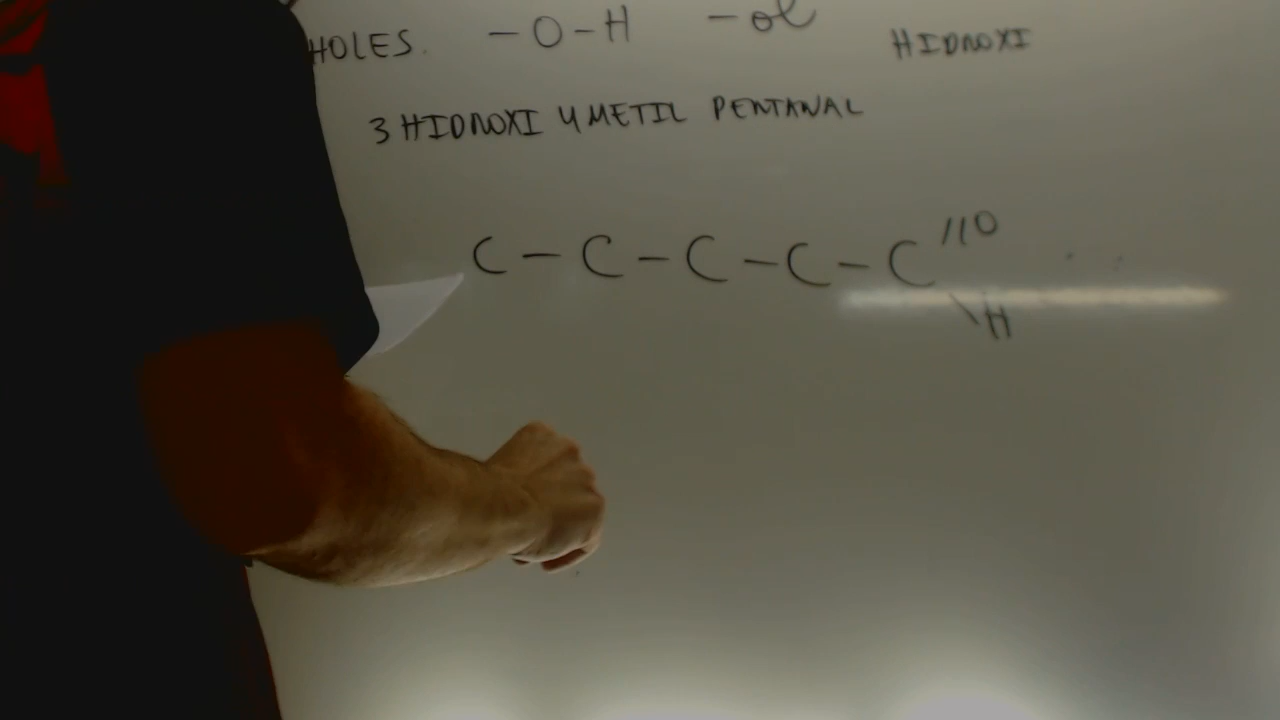 HOLES. -O-H -ol HIDROXI
3 HIDROXI 4 METIL PENTANAL
C-C-C-C-C //O
\H